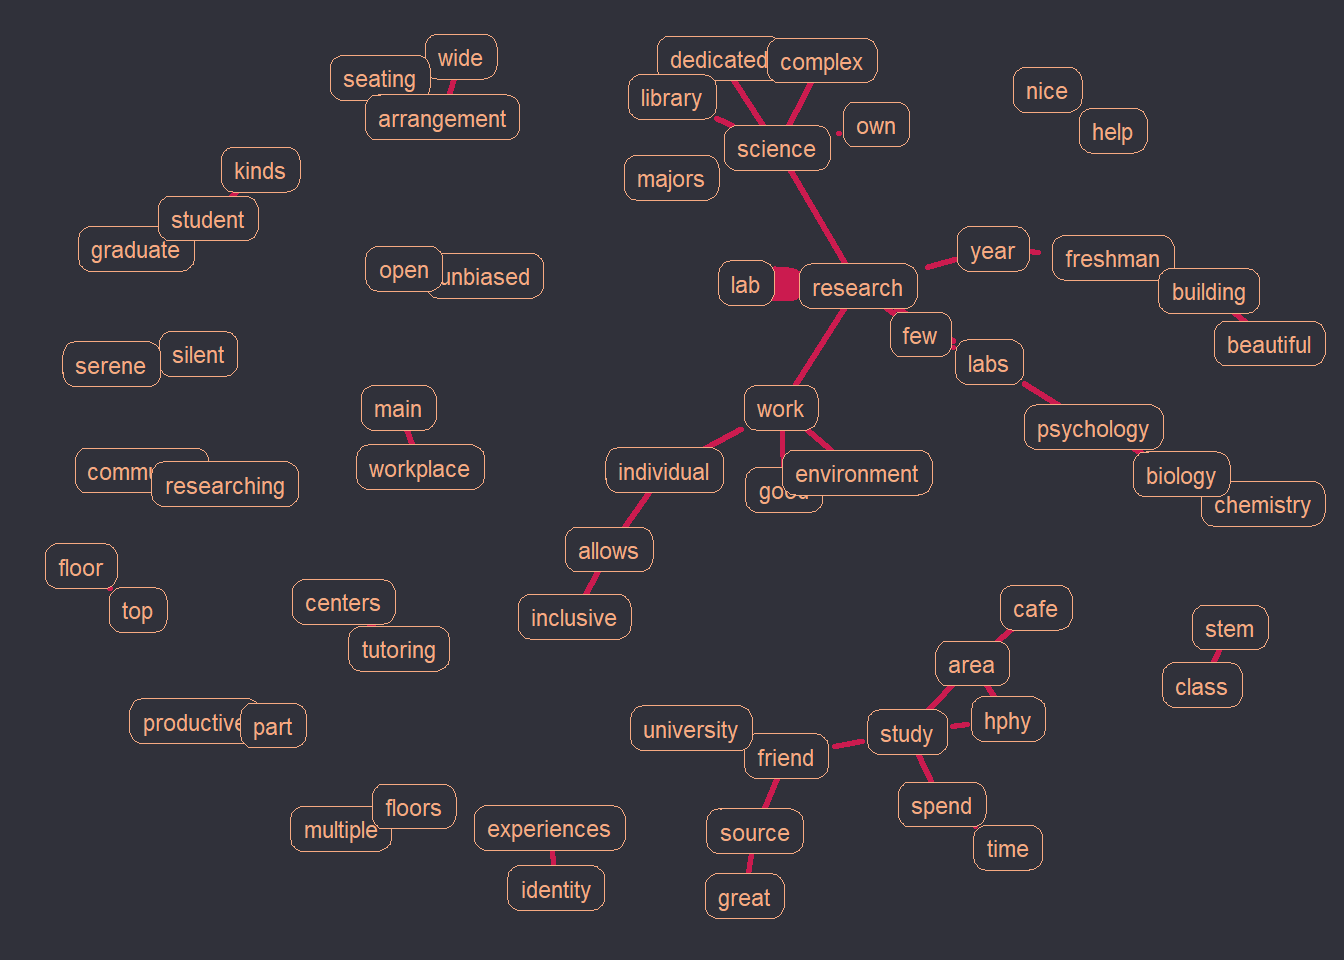 wide
seating
arrangement
dedicated
complex
library
own
science
majors
nice
help
kinds
student
graduate
open
unbiased
lab
research
year
freshman
building
beautiful
few
labs
serene
silent
main
workplace
work
individual
good
environment
psychology
biology
chemistry
researching
allows
inclusive
floor
top
centers
tutoring
cafe
area
hphy
study
stem
class
productive
part
university
friend
spend
time
multiple
floors
experiences
identity
source
great